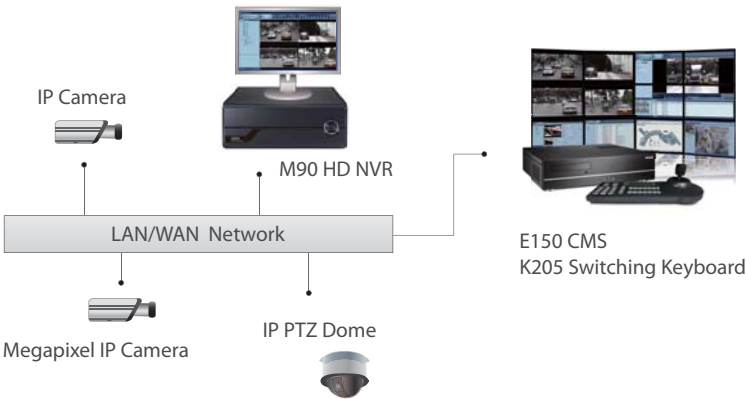 IP Camera
M90 HD NVR
LAN/WAN Network
E150 CMS
K205 Switching Keyboard
IP PTZ Dome
Megapixel IP Camera